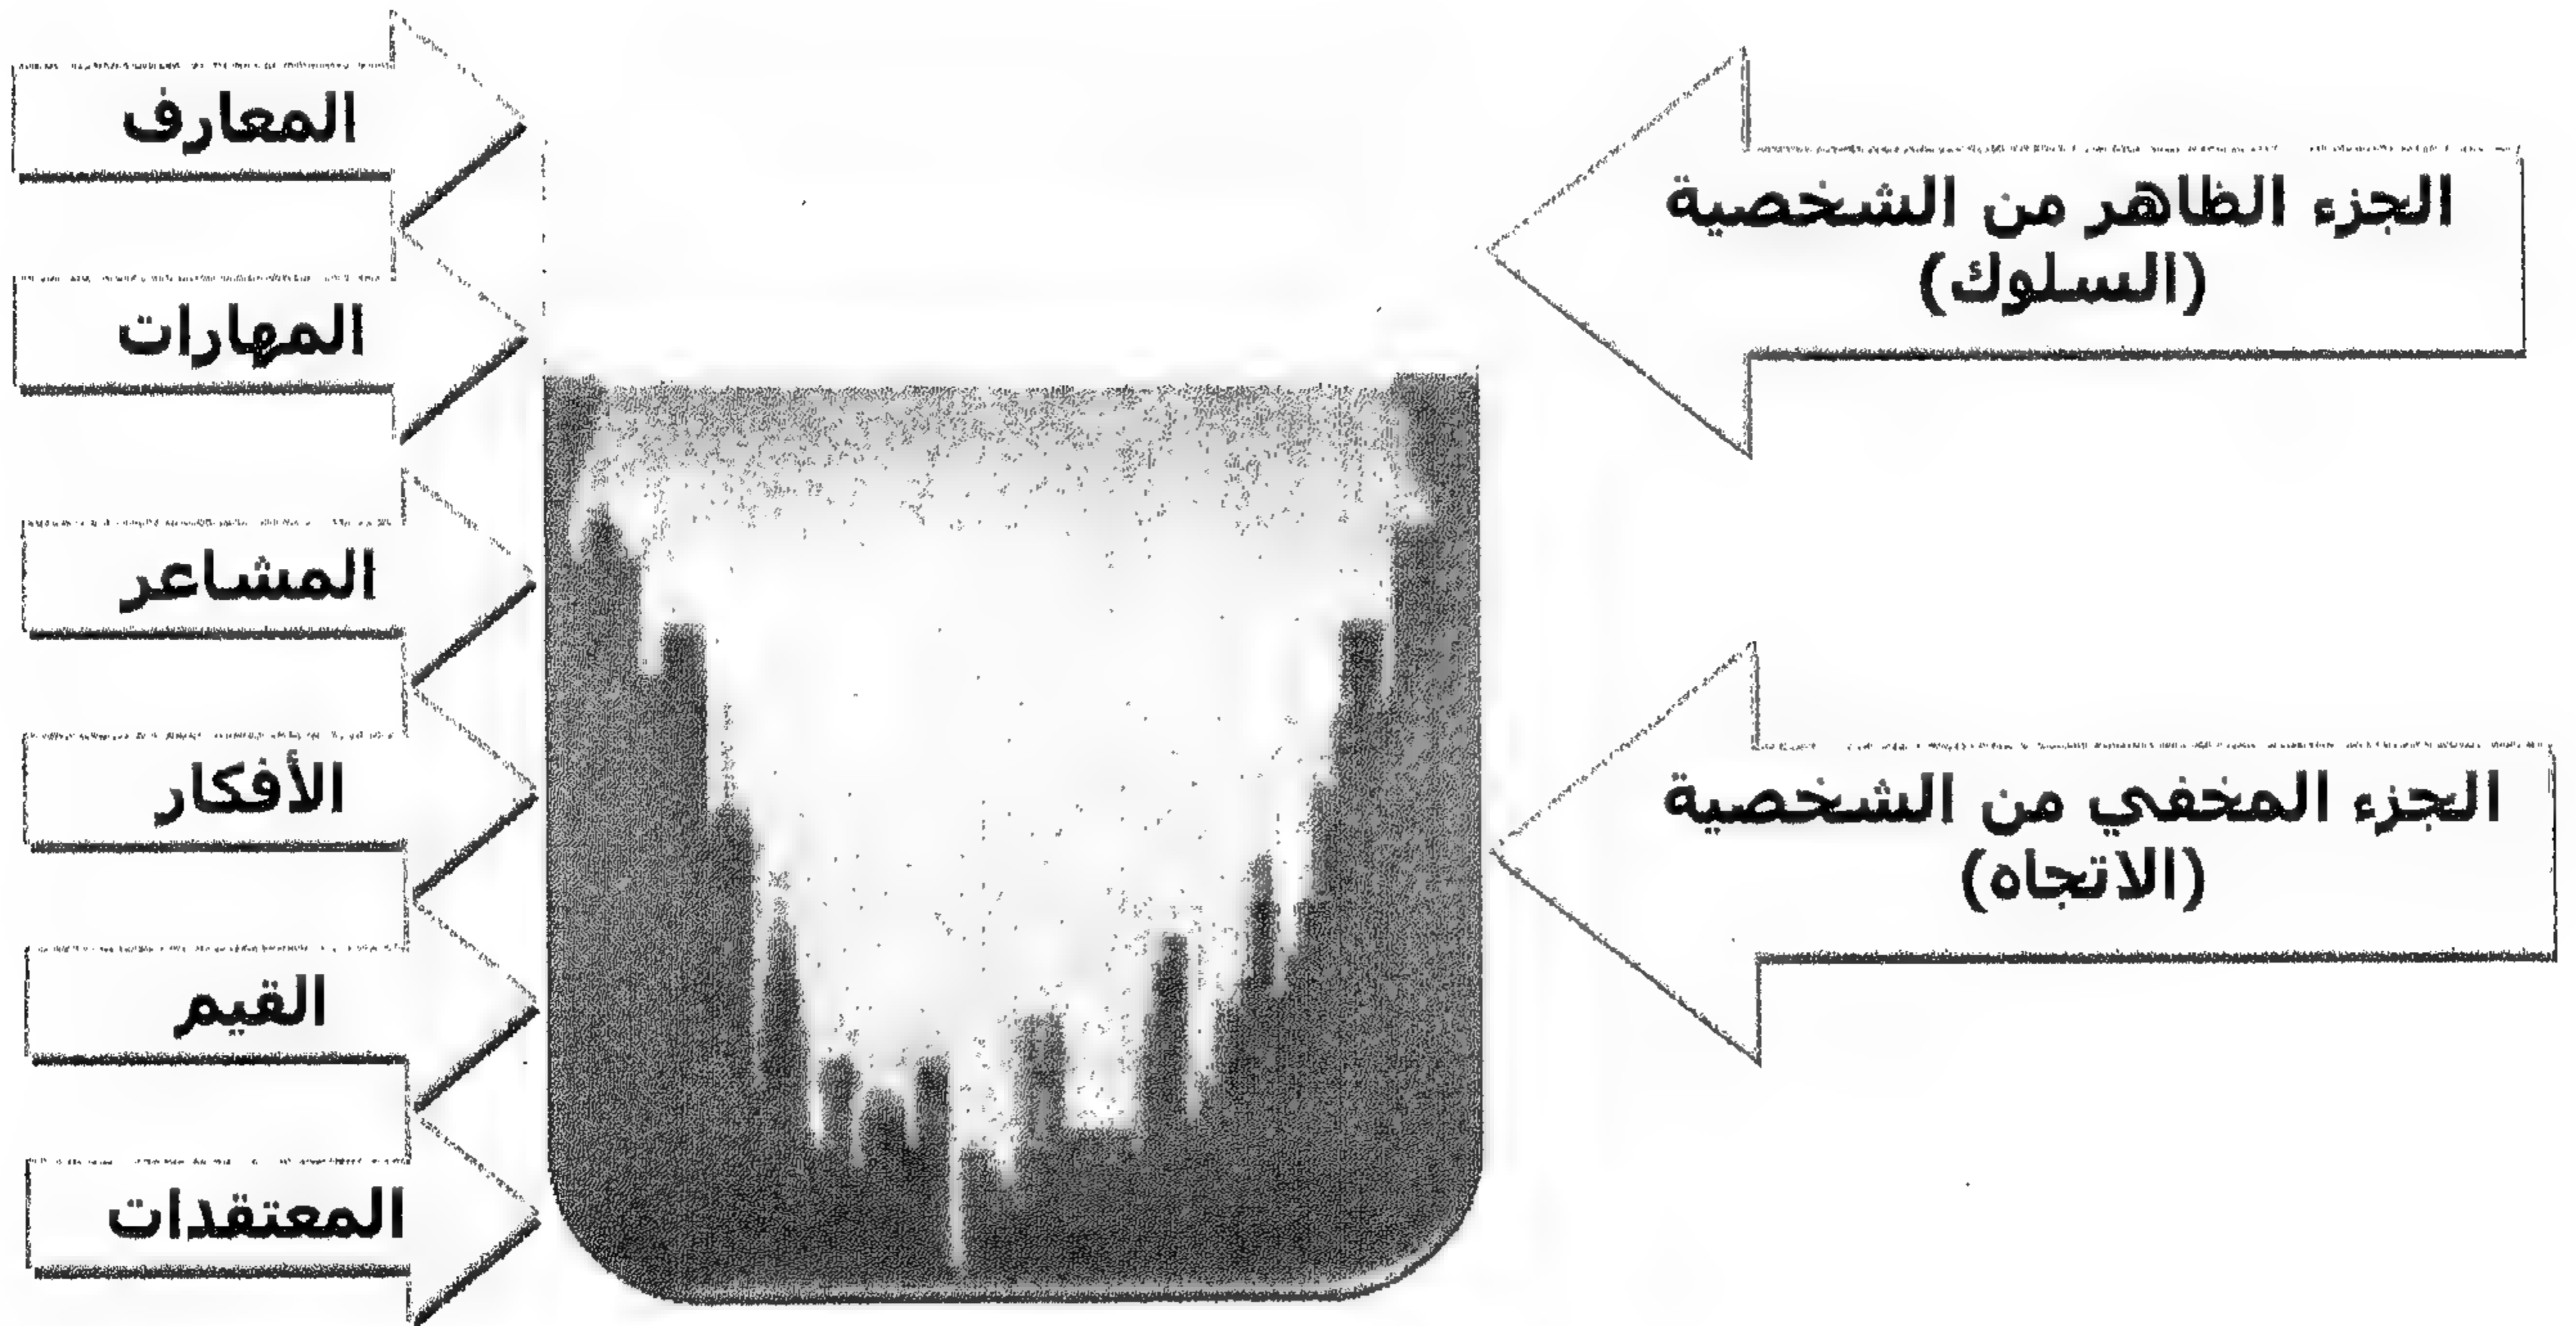 المعارف
المهارات
المشاعر
الأفكار
القيم
المعتقدات
الجزء الظاهر من الشخصية
(السلوك)
الجزء المخفي من الشخصية
(الاتجاه)